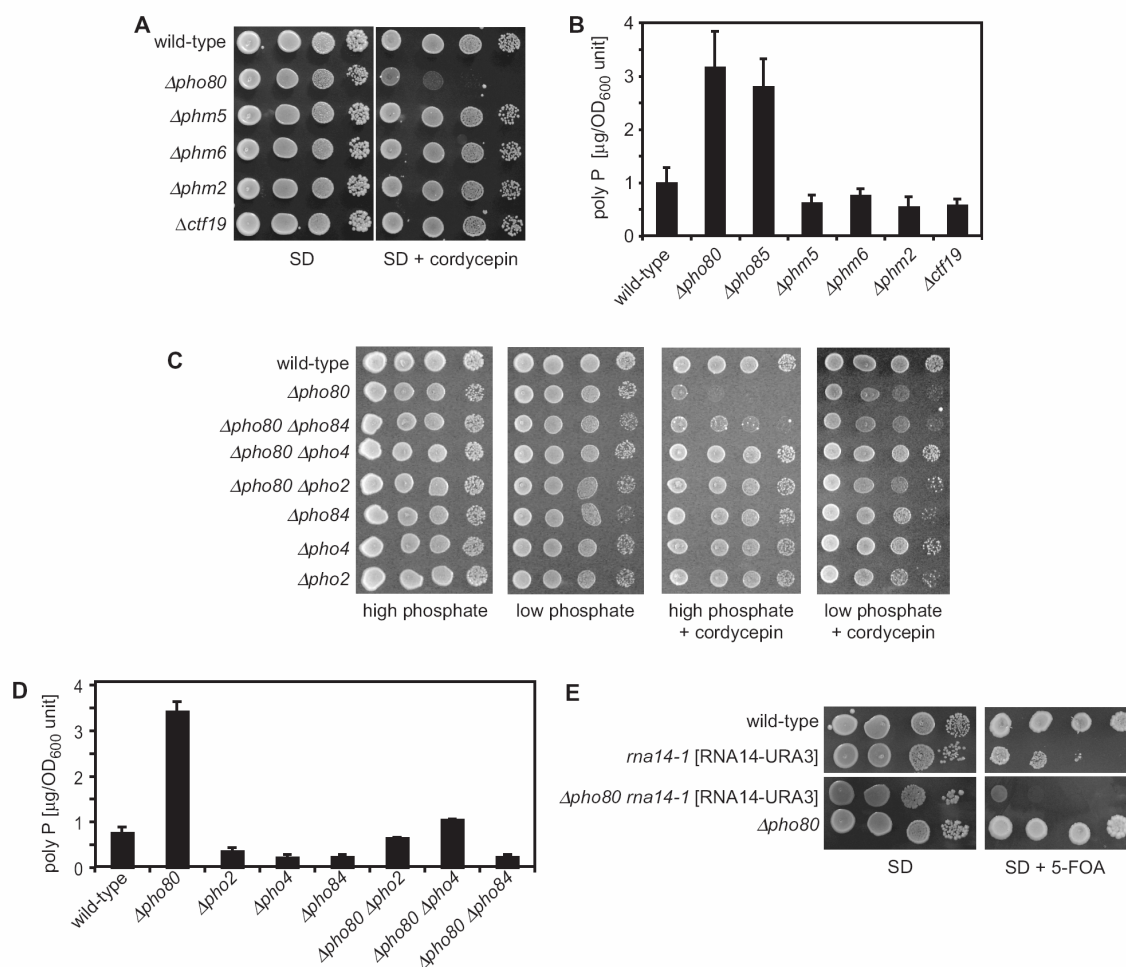 A
wild-type
Δpho80
Δphm5
Δphm6
Δphm2
Δctf19
SD
SD + cordycepin
B
poly P [µg/OD600 unit]
4
3
2
1
0
wild-type
Δpho80
Δpho85
Δphm5
Δphm6
Δphm2
Δctf19
C
wild-type
Δpho80
Δpho80 Δpho84
Δpho80 Δpho4
Δpho80 Δpho2
Δpho84
Δpho4
Δpho2
high phosphate
low phosphate
high phosphate
+ cordycepin
low phosphate
+ cordycepin
D
poly P [µg/OD600 unit]
4
3
2
1
0
wild-type
Δpho80
Δpho2
Δpho4
Δpho84
Δpho80 Δpho2
Δpho80 Δpho4
Δpho80 Δpho84
E
wild-type
rna14-1 [RNA14-URA3]
Δpho80 rna14-1 [RNA14-URA3]
Δpho80
SD
SD + 5-FOA